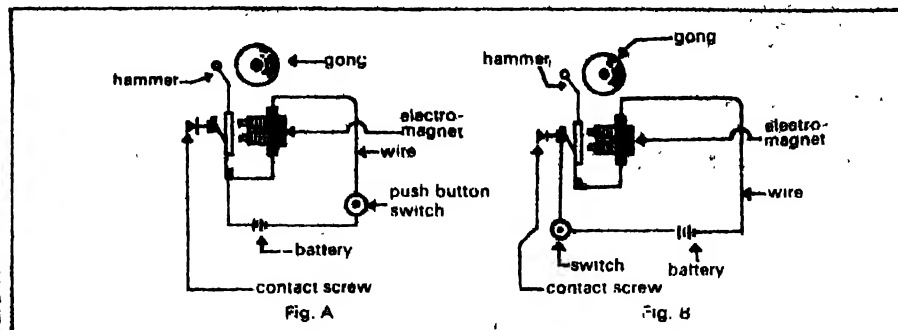 gong
hammer
electro-
magnet
wire
push button
switch
battery
contact screw
Fig. A
gong
hammer
electro-
magnet
wire
switch
battery
contact screw
Fig. B